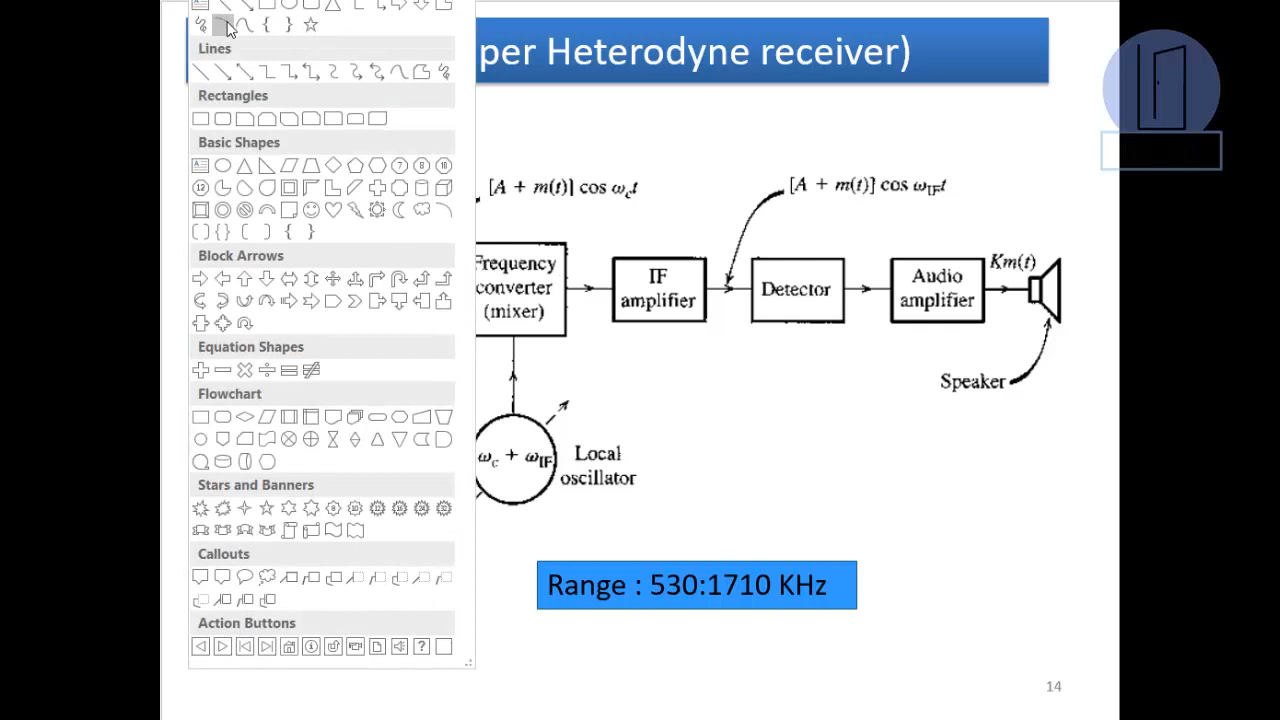 per Heterodyne receiver)
Lines
Rectangles
Basic Shapes
Block Arrows
Equation Shapes
Flowchart
Stars and Banners
Callouts
Action Buttons
[A + m(t)] cos ω_c t
[A + m(t)] cos ω_IF t
Frequency
converter
(mixer)
IF
amplifier
Detector
Audio
amplifier
Km(t)
Speaker
ω_c + ω_IF
Local
oscillator
Range : 530:1710 KHz
14